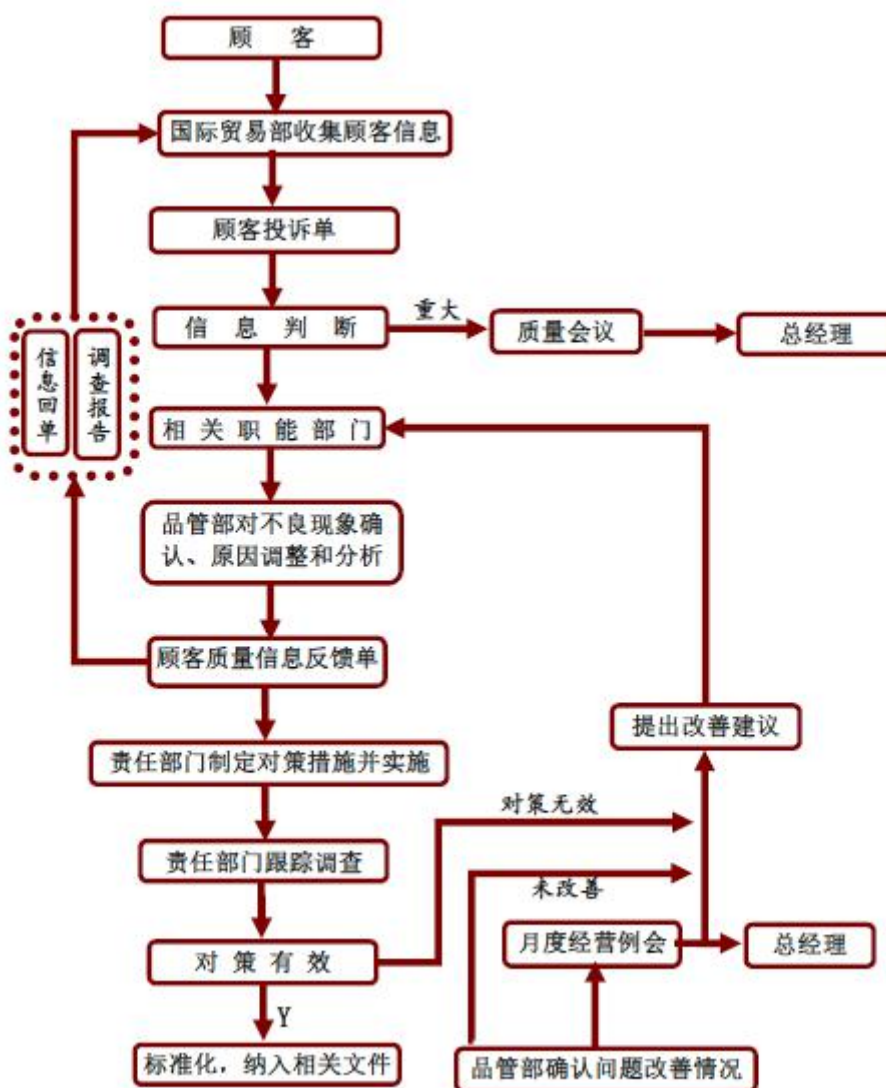 顾 客
国际贸易部收集顾客信息
顾客投诉单
信 息 判 断
重大
质量会议
总经理
信息回单
调查报告
相 关 职 能 部 门
品管部对不良现象确
认、原因调整和分析
顾客质量信息反馈单
提出改善建议
责任部门制定对策措施并实施
对策无效
责任部门跟踪调查
未改善
月度经营例会
总经理
对 策 有 效
Y
标准化，纳入相关文件
品管部确认问题改善情况